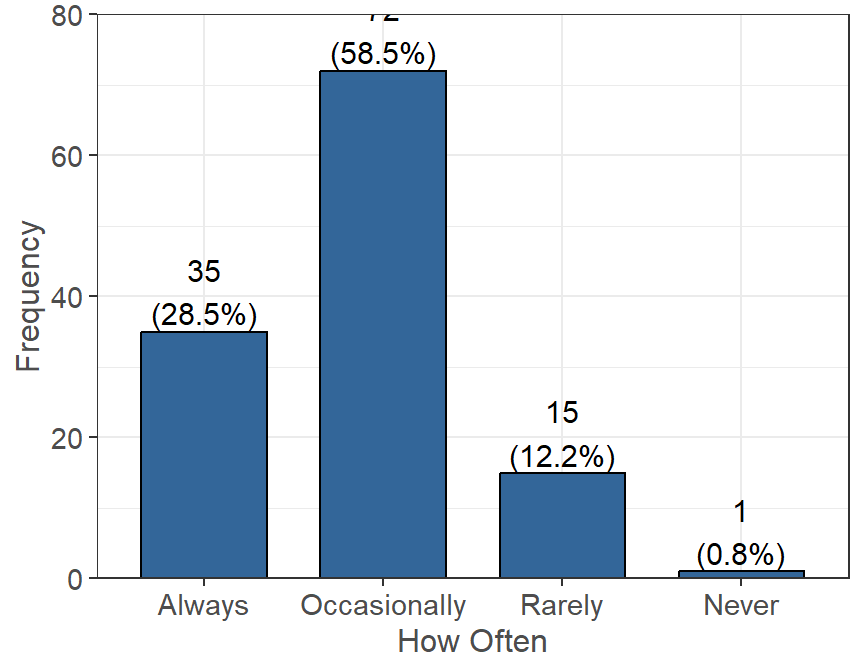 80
60
40
20
0
Frequency
35
(28.5%)
72
(58.5%)
15
(12.2%)
1
(0.8%)
Always
Occasionally
Rarely
Never
How Often